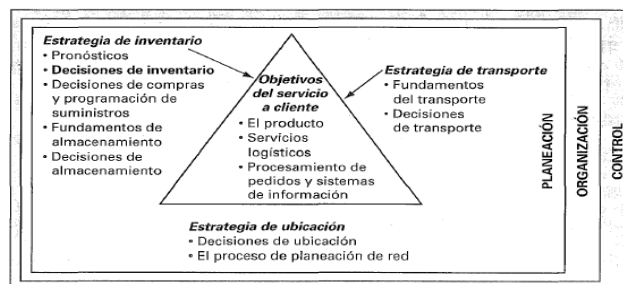 Estrategia de inventario
• Pronósticos
• Decisiones de inventario
• Decisiones de compras
y programación de
suministros
• Fundamentos de
almacenamiento
• Decisiones de
almacenamiento
Objetivos
del servicio
a cliente
• El producto
• Servicios
logísticos
• Procesamiento de
pedidos y sistemas
de información
Estrategia de transporte
• Fundamentos
del transporte
• Decisiones
de transporte
Estrategia de ubicación
• Decisiones de ubicación
• El proceso de planeación de red
PLANEACIÓN
ORGANIZACIÓN
CONTROL